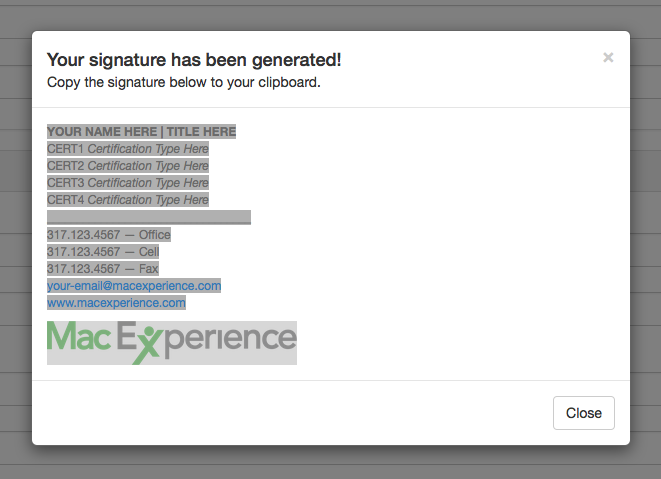 Your signature has been generated!
×
Copy the signature below to your clipboard.
YOUR NAME HERE | TITLE HERE
CERT1 Certification Type Here
CERT2 Certification Type Here
CERT3 Certification Type Here
CERT4 Certification Type Here
317.123.4567 — Office
317.123.4567 — Cell
317.123.4567 — Fax
your-email@macexperience.com
www.macexperience.com
MacExperience
Close